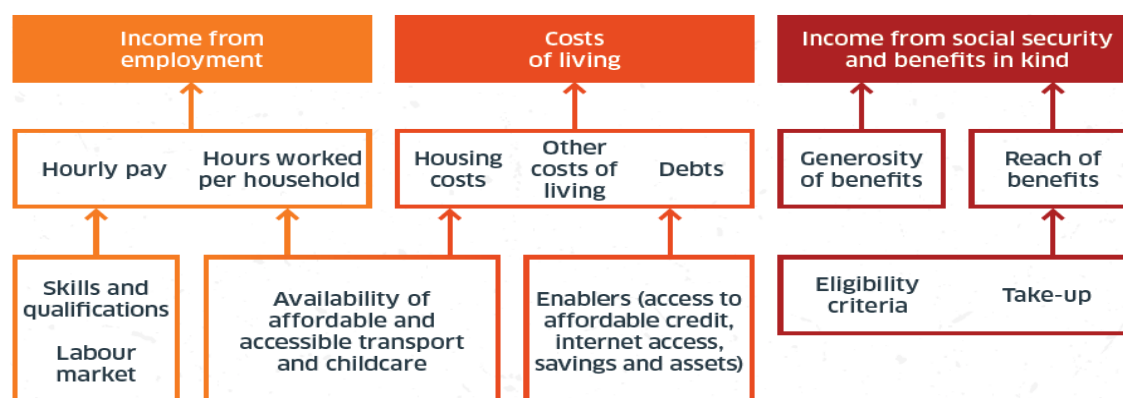 Income from
employment
Costs
of living
Income from social security
and benefits in kind
Hourly pay
Hours worked
per household
Housing
costs
Other
costs of
living
Debts
Generosity
of benefits
Reach of
benefits
Skills and
qualifications
Labour
market
Availability of
affordable and
accessible transport
and childcare
Enablers (access to
affordable credit,
internet access,
savings and assets)
Eligibility
criteria
Take-up